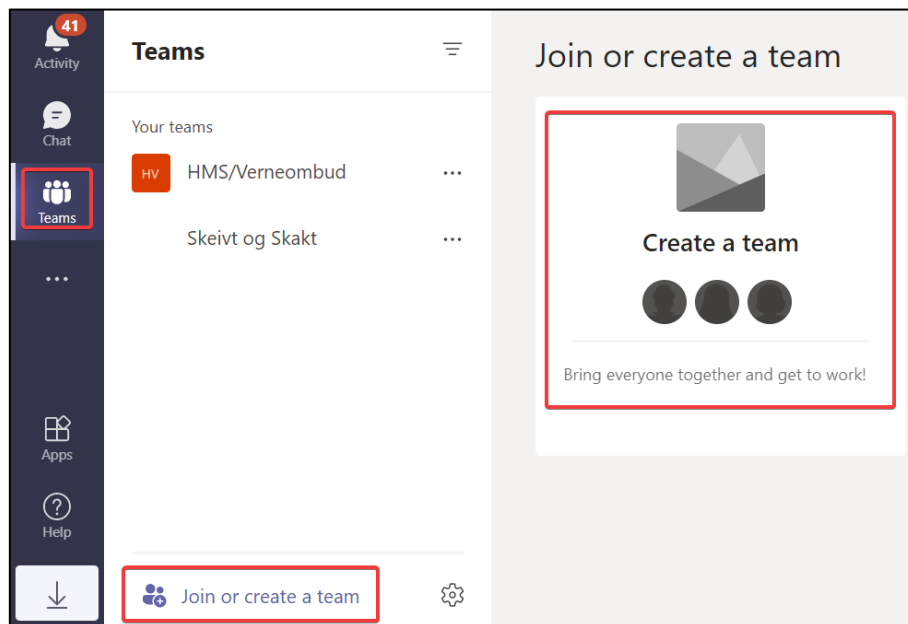 41
Activity
Chat
Teams
Apps
Help
Teams
Your teams
HV HMS/Verneombud
Skeivt og Skakt
Join or create a team
Join or create a team
Create a team
Bring everyone together and get to work!